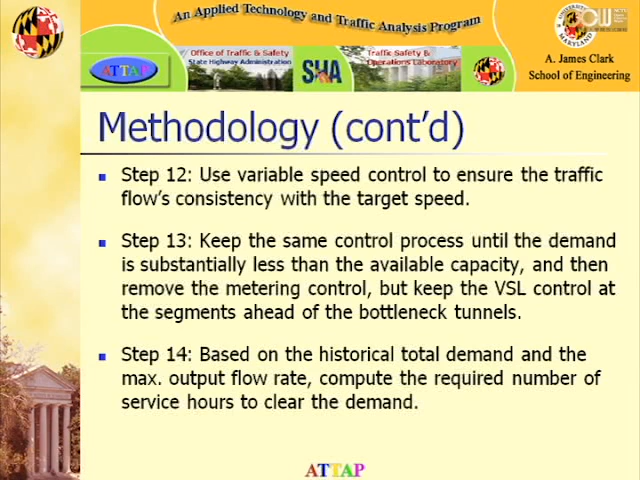 An Applied Technology and Traffic Analysis Program
Office of Traffic & Safety
State Highway Administration
SHA
Traffic Safety &
Operations Laboratory
ATTAP
UNIVERSITY
MARYLAND
A. James Clark
School of Engineering
Methodology (cont'd)
Step 12: Use variable speed control to ensure the traffic
flow's consistency with the target speed.
Step 13: Keep the same control process until the demand
is substantially less than the available capacity, and then
remove the metering control, but keep the VSL control at
the segments ahead of the bottleneck tunnels.
Step 14: Based on the historical total demand and the
max. output flow rate, compute the required number of
service hours to clear the demand.
ATTAP